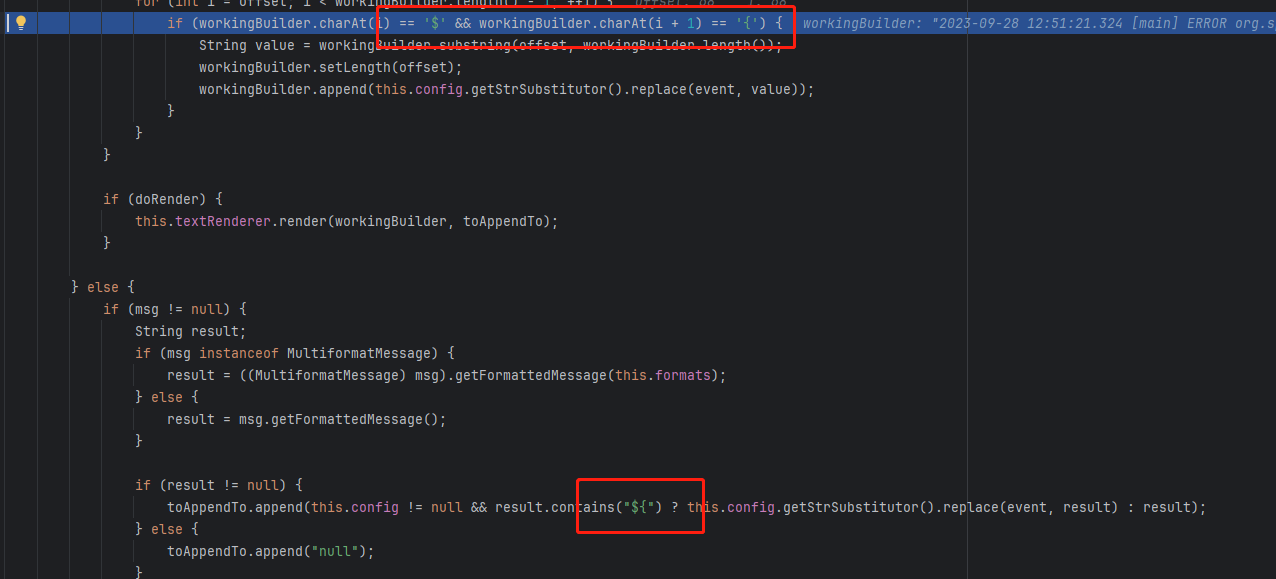 for (int i = offset; i < workingBuilder.length() - 1; ++i) { offset: 68 i: 68
if (workingBuilder.charAt(i) == '$' && workingBuilder.charAt(i + 1) == '{') { workingBuilder: "2023-09-28 12:51:21.324 [main] ERROR org.s
String value = workingBuilder.substring(offset, workingBuilder.length());
workingBuilder.setLength(offset);
workingBuilder.append(this.config.getStrSubstitutor().replace(event, value));
}
}
}
if (doRender) {
this.textRenderer.render(workingBuilder, toAppendTo);
}
} else {
if (msg != null) {
String result;
if (msg instanceof MultiformatMessage) {
result = ((MultiformatMessage) msg).getFormattedMessage(this.formats);
} else {
result = msg.getFormattedMessage();
}
if (result != null) {
toAppendTo.append(this.config != null && result.contains("${") ? this.config.getStrSubstitutor().replace(event, result) : result);
} else {
toAppendTo.append("null");
}